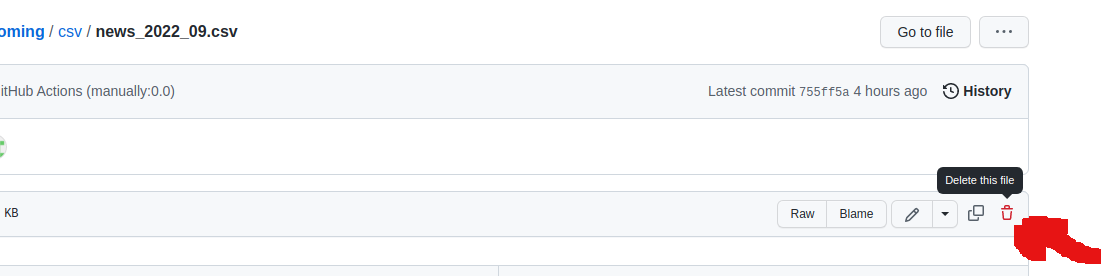 oming / csv / news_2022_09.csv
Go to file
itHub Actions (manually:0.0)
Latest commit 755ff5a 4 hours ago
History
Delete this file
KB
Raw
Blame